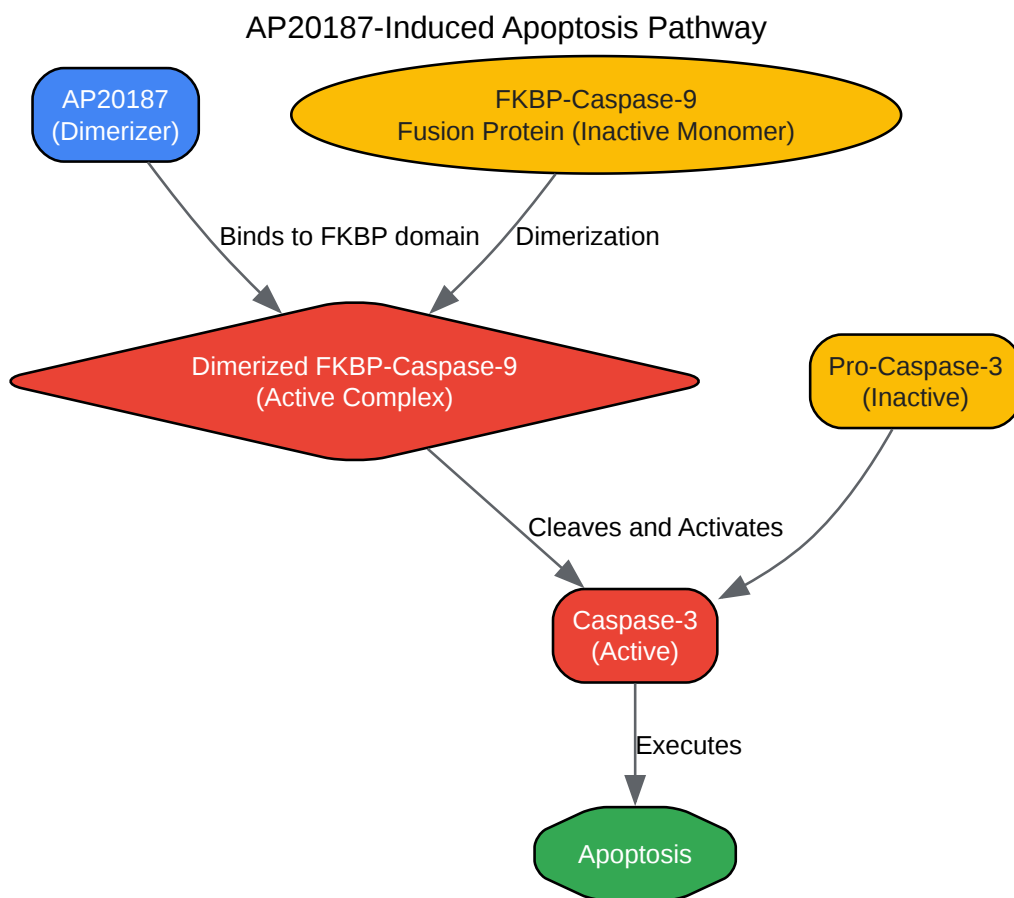 AP20187-Induced Apoptosis Pathway
AP20187
(Dimerizer)
FKBP-Caspase-9
Fusion Protein (Inactive Monomer)
Binds to FKBP domain
Dimerization
Dimerized FKBP-Caspase-9
(Active Complex)
Pro-Caspase-3
(Inactive)
Cleaves and Activates
Caspase-3
(Active)
Executes
Apoptosis